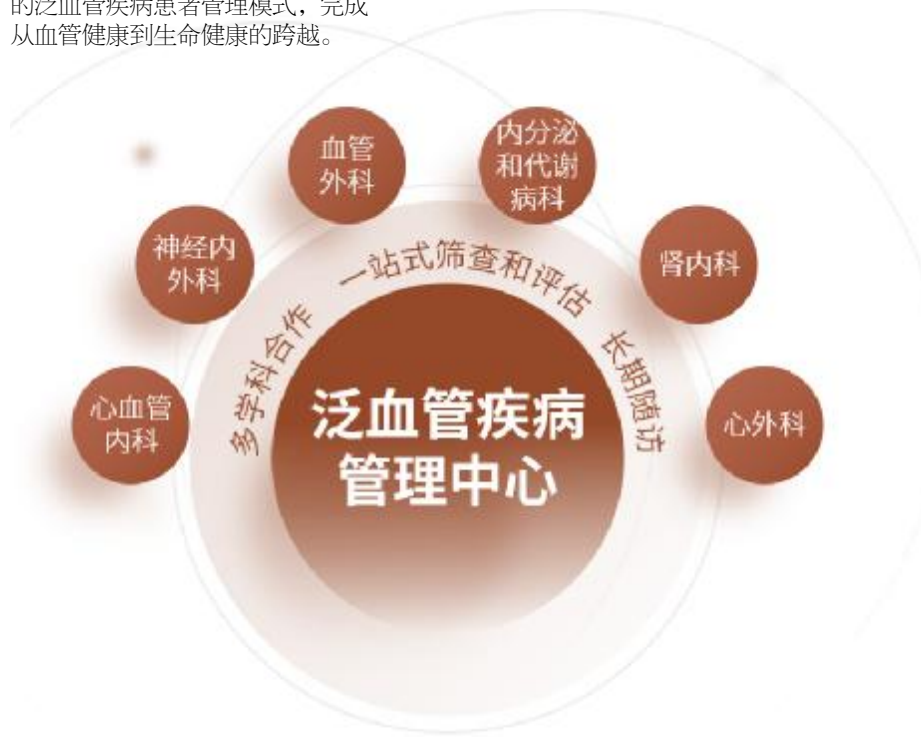 的泛血管疾病患者管理模式，完成
从血管健康到生命健康的跨越。
血管
外科
内分泌
和代谢
病科
神经内
外科
肾内科
心血管
内科
心外科
多学科合作 一站式筛查和评估 长期随访
泛血管疾病
管理中心